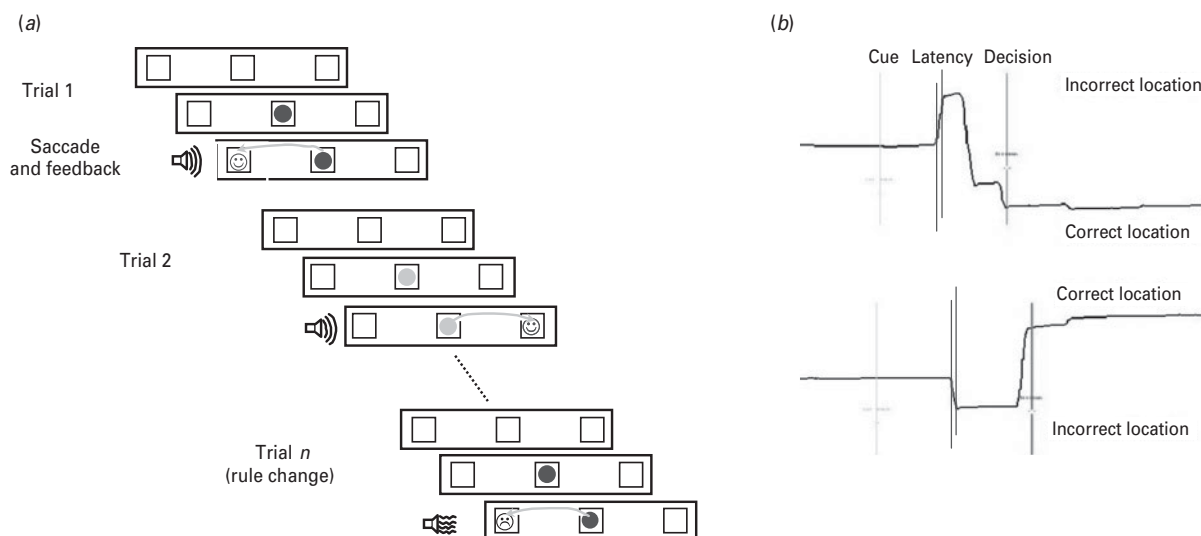 (a)
Trial 1
Saccade
and feedback
Trial 2
Trial n
(rule change)
(b)
Cue Latency Decision
Incorrect location
Correct location
Correct location
Incorrect location